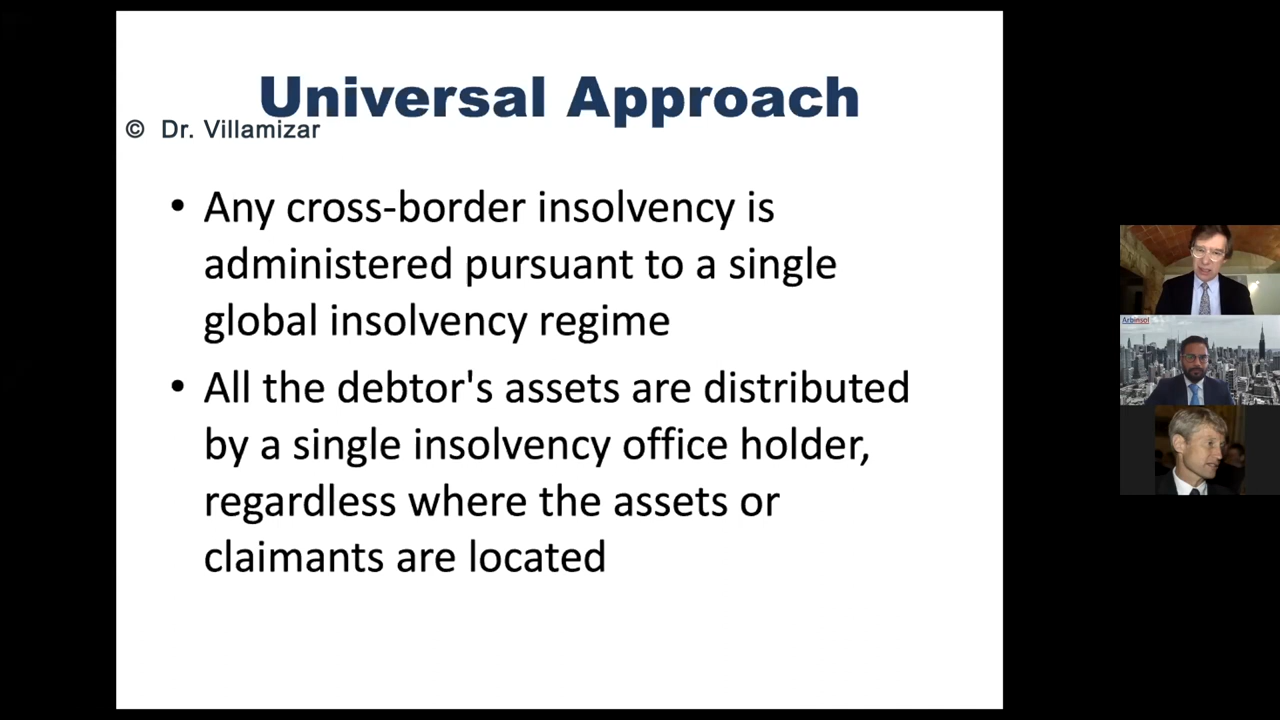 Universal Approach
© Dr. Villamizar
• Any cross-border insolvency is
administered pursuant to a single
global insolvency regime
• All the debtor's assets are distributed
by a single insolvency office holder,
regardless where the assets or
claimants are located
Arbinsol